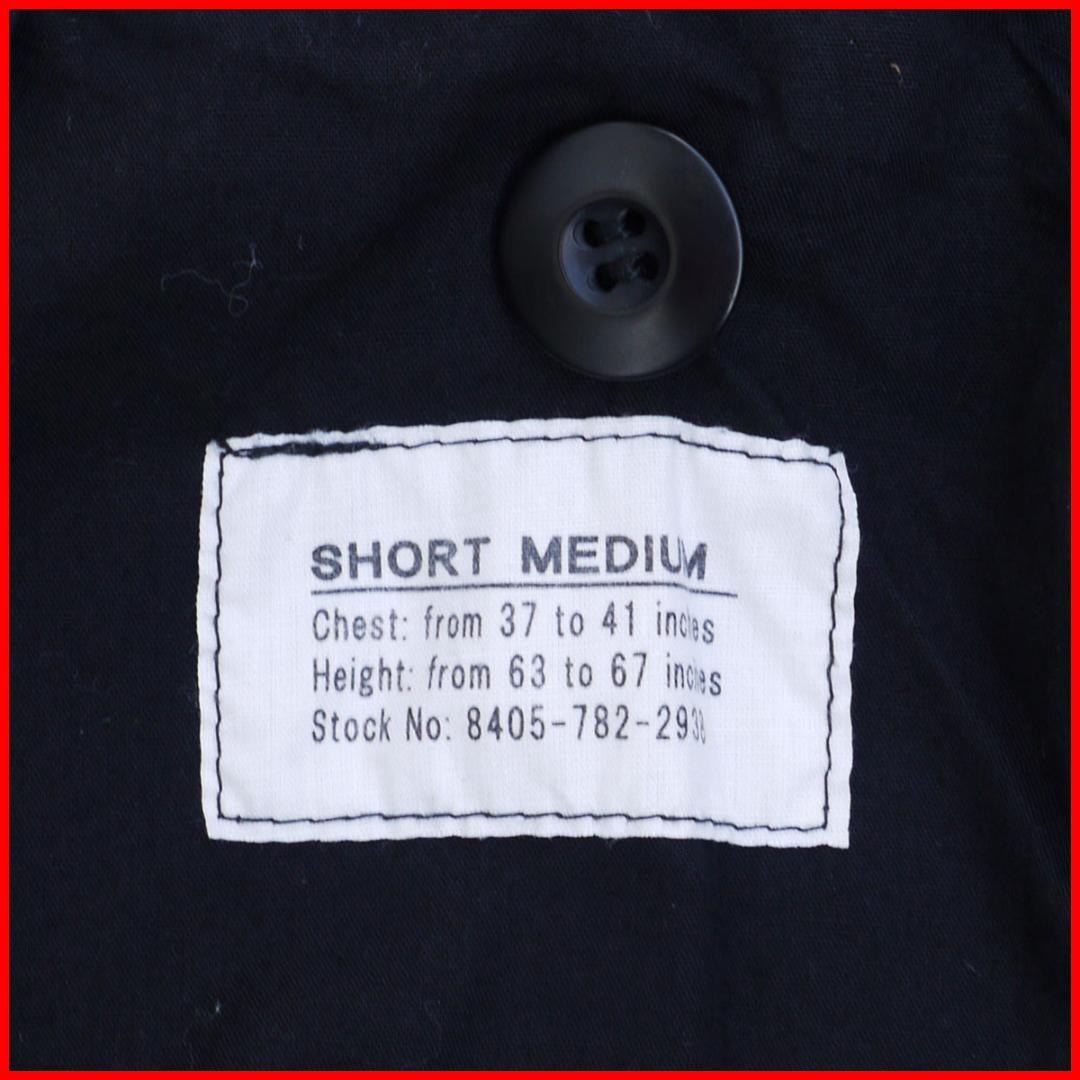 SHORT MEDIUM
Chest: from 37 to 41 inches
Height: from 63 to 67 inches
Stock No: 8405-782-2938